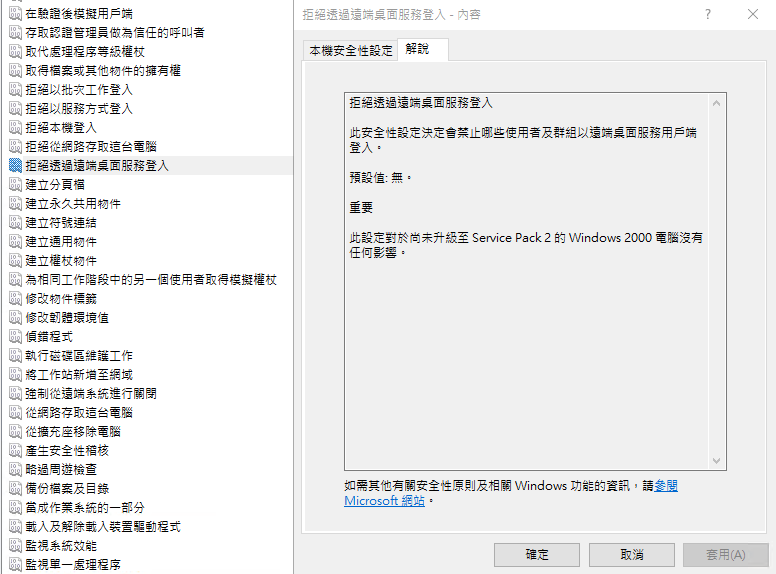 在驗證後模擬用戶端
存取認證管理員做為信任的呼叫者
取代處理程序等級權杖
取得檔案或其他物件的擁有權
拒絕以批次工作登入
拒絕以服務方式登入
拒絕本機登入
拒絕從網路存取這台電腦
拒絕透過遠端桌面服務登入
建立分頁檔
建立永久共用物件
建立符號連結
建立通用物件
建立權杖物件
為相同工作階段中的另一個使用者取得模擬權杖
修改物件標籤
修改韌體環境值
偵錯程式
執行磁碟區維護工作
將工作站新增至網域
強制從遠端系統進行關閉
從網路存取這台電腦
從擴充座移除電腦
產生安全性稽核
略過周遊檢查
備份檔案及目錄
當成作業系統的一部分
載入及解除載入裝置驅動程式
監視系統效能
監視單一處理程序
拒絕透過遠端桌面服務登入 - 內容
?
本機安全性設定 解說
拒絕透過遠端桌面服務登入
此安全性設定決定會禁止哪些使用者及群組以遠端桌面服務用戶端
登入。
預設值: 無。
重要
此設定對於尚未升級至 Service Pack 2 的 Windows 2000 電腦沒有
任何影響。
如需其他有關安全性原則及相關 Windows 功能的資訊，請參閱
Microsoft 網站。
確定 取消 套用(A)